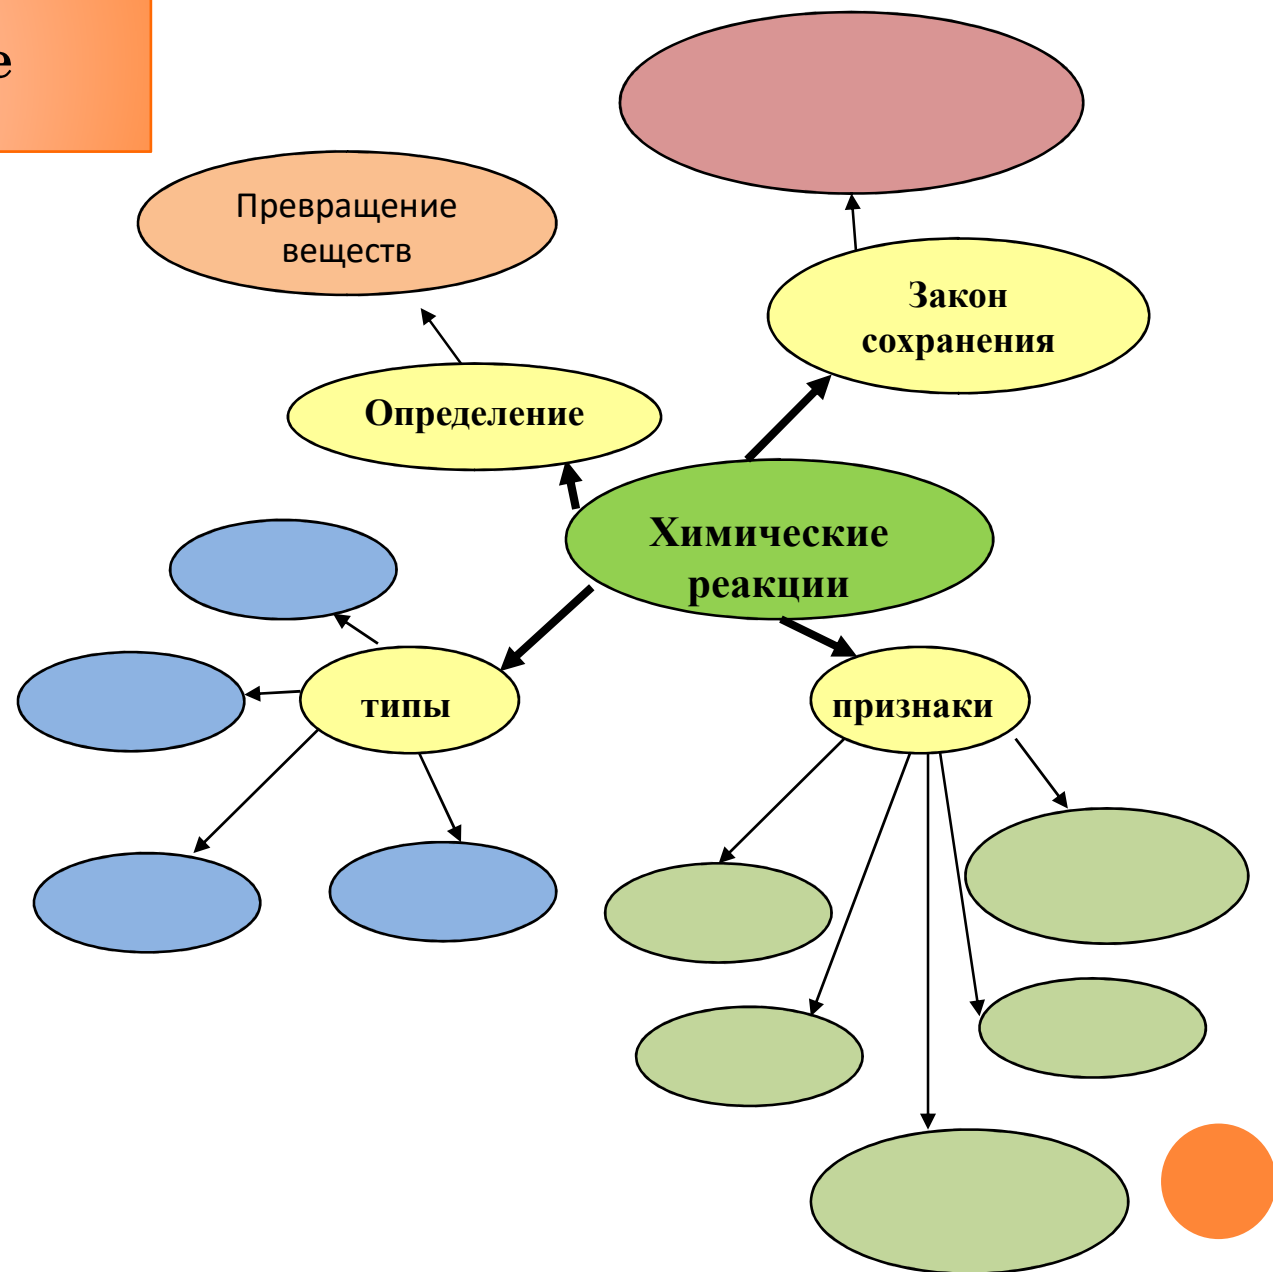 е
Превращение
веществ
Закон
сохранения
Определение
Химические
реакции
типы
признаки